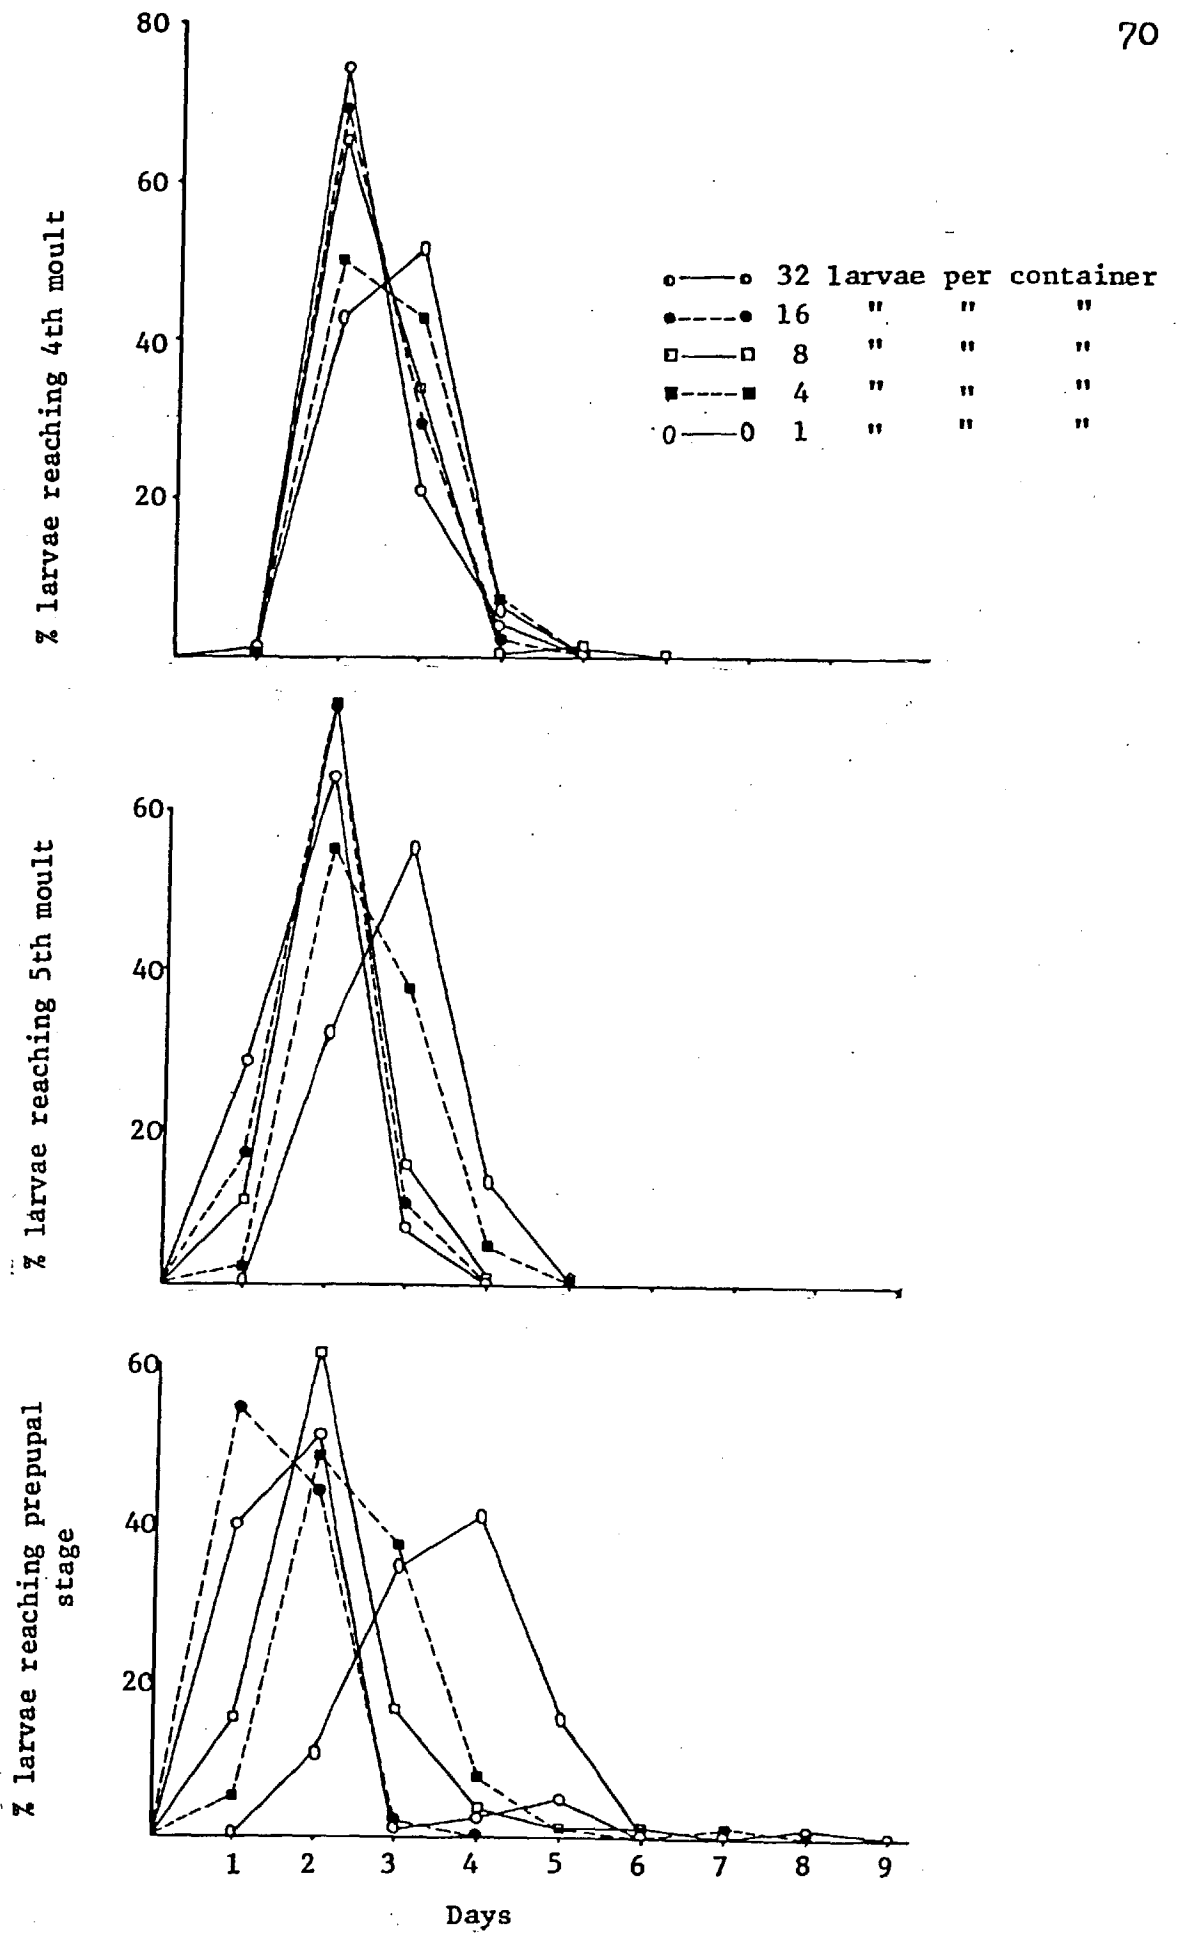 70
80
60
40
20
% larvae reaching 4th moult
32 larvae per container
16 " " "
8 " " "
4 " " "
1 " " "
60
40
20
% larvae reaching 5th moult
60
40
20
% larvae reaching prepupal
stage
1 2 3 4 5 6 7 8 9
Days